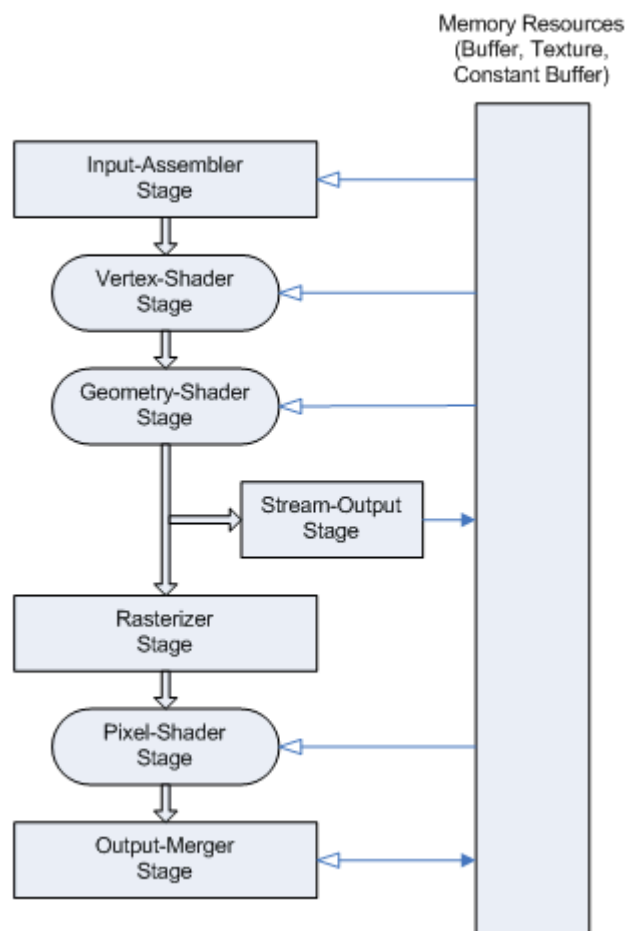 Memory Resources
(Buffer, Texture,
Constant Buffer)
Input-Assembler
Stage
Vertex-Shader
Stage
Geometry-Shader
Stage
Stream-Output
Stage
Rasterizer
Stage
Pixel-Shader
Stage
Output-Merger
Stage